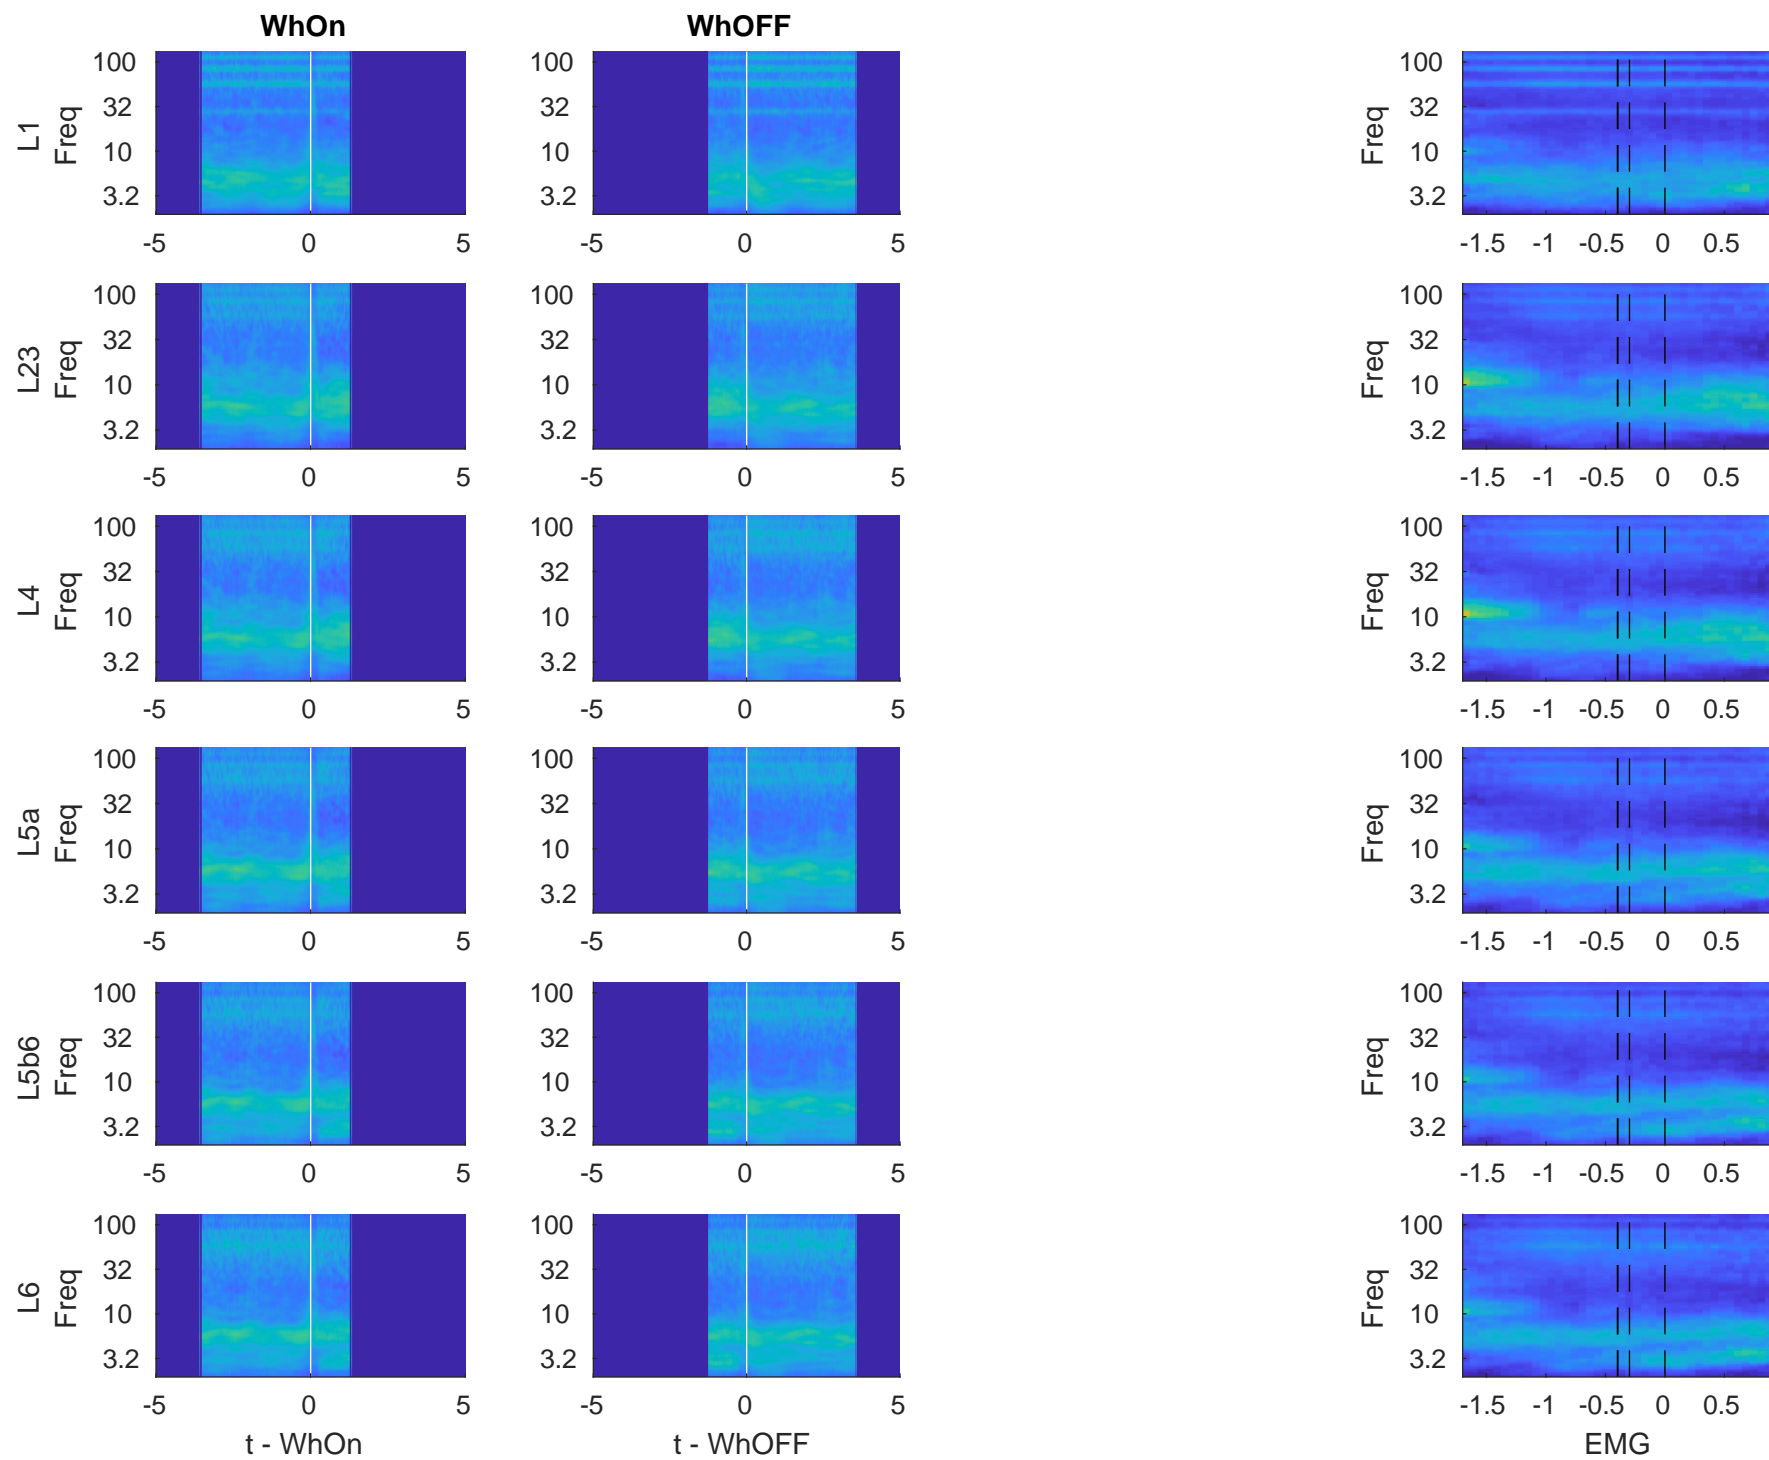 WhOn WhOFF
L1 Freq 100 32 10 3.2 -5 0 5
100 32 10 3.2 -5 0 5
Freq 100 32 10 3.2 -1.5 -1 -0.5 0 0.5
L23 Freq 100 32 10 3.2 -5 0 5
100 32 10 3.2 -5 0 5
Freq 100 32 10 3.2 -1.5 -1 -0.5 0 0.5
L4 Freq 100 32 10 3.2 -5 0 5
100 32 10 3.2 -5 0 5
Freq 100 32 10 3.2 -1.5 -1 -0.5 0 0.5
L5a Freq 100 32 10 3.2 -5 0 5
100 32 10 3.2 -5 0 5
Freq 100 32 10 3.2 -1.5 -1 -0.5 0 0.5
L5b6 Freq 100 32 10 3.2 -5 0 5
100 32 10 3.2 -5 0 5
Freq 100 32 10 3.2 -1.5 -1 -0.5 0 0.5
L6 Freq 100 32 10 3.2 -5 0 5
100 32 10 3.2 -5 0 5
Freq 100 32 10 3.2 -1.5 -1 -0.5 0 0.5
t - WhOn t - WhOFF EMG